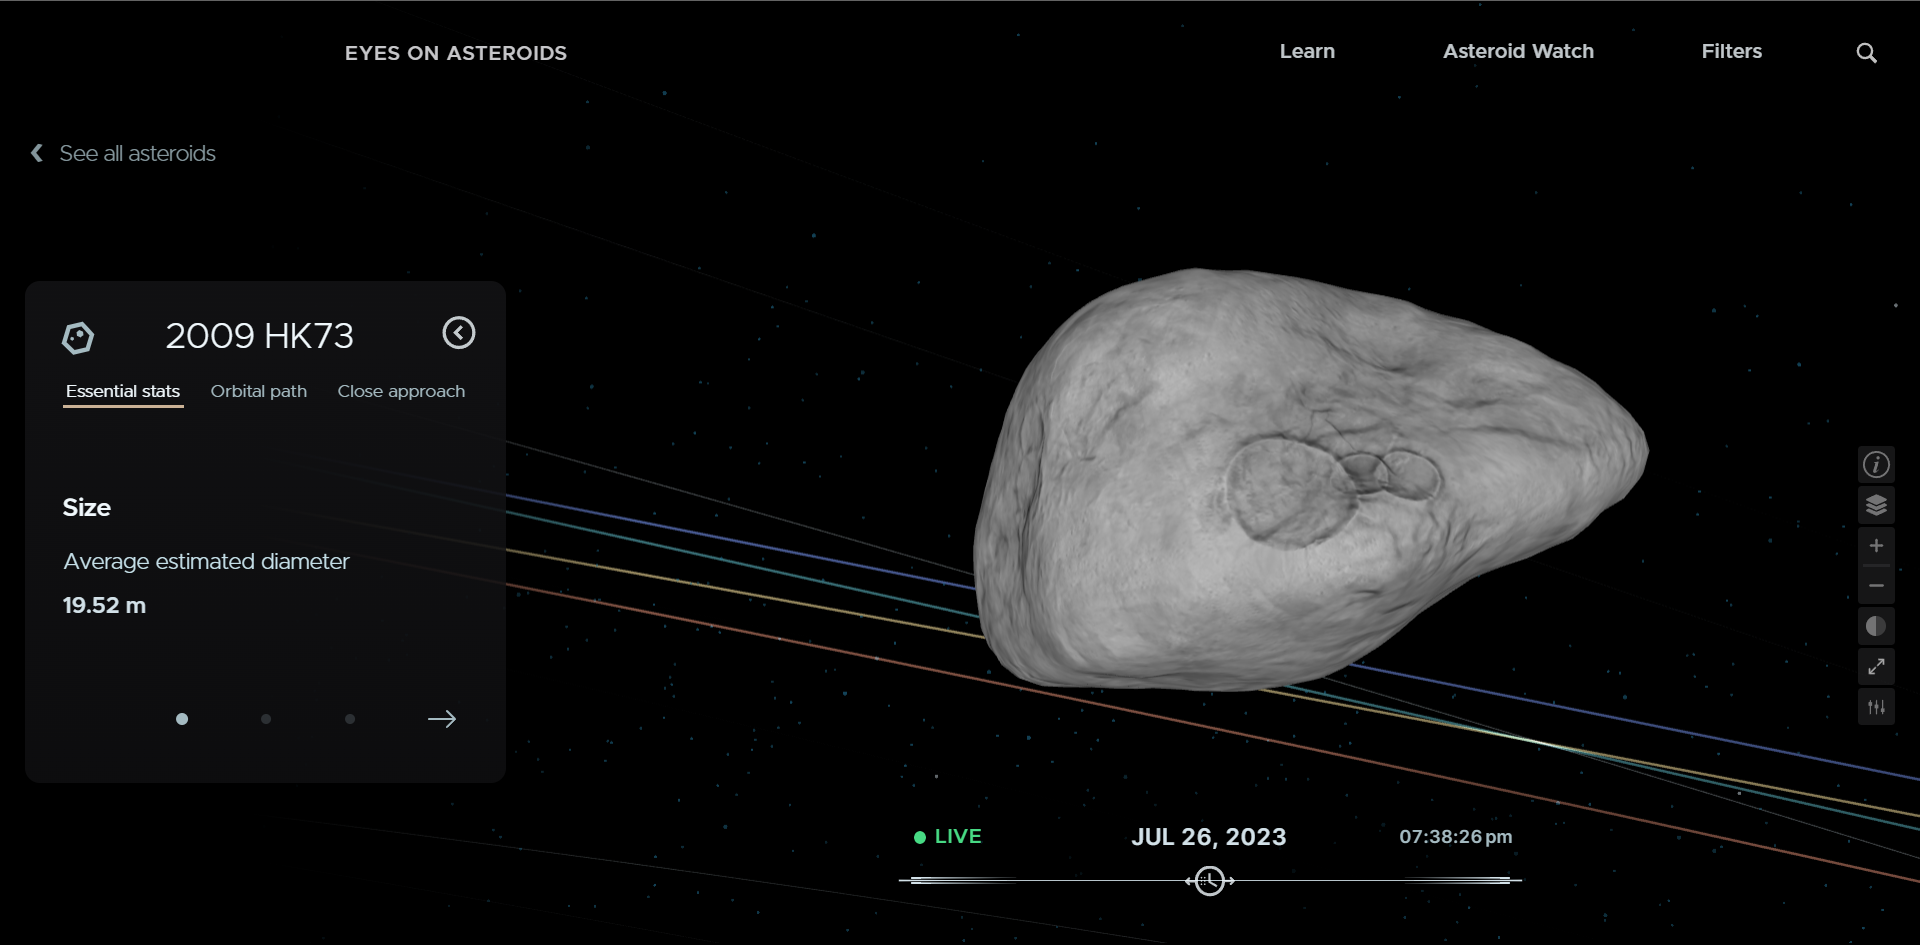 EYES ON ASTEROIDS
Learn
Asteroid Watch
Filters
See all asteroids
2009 HK73
Essential stats
Orbital path
Close approach
Size
Average estimated diameter
19.52 m
LIVE
JUL 26, 2023
07:38:26 pm